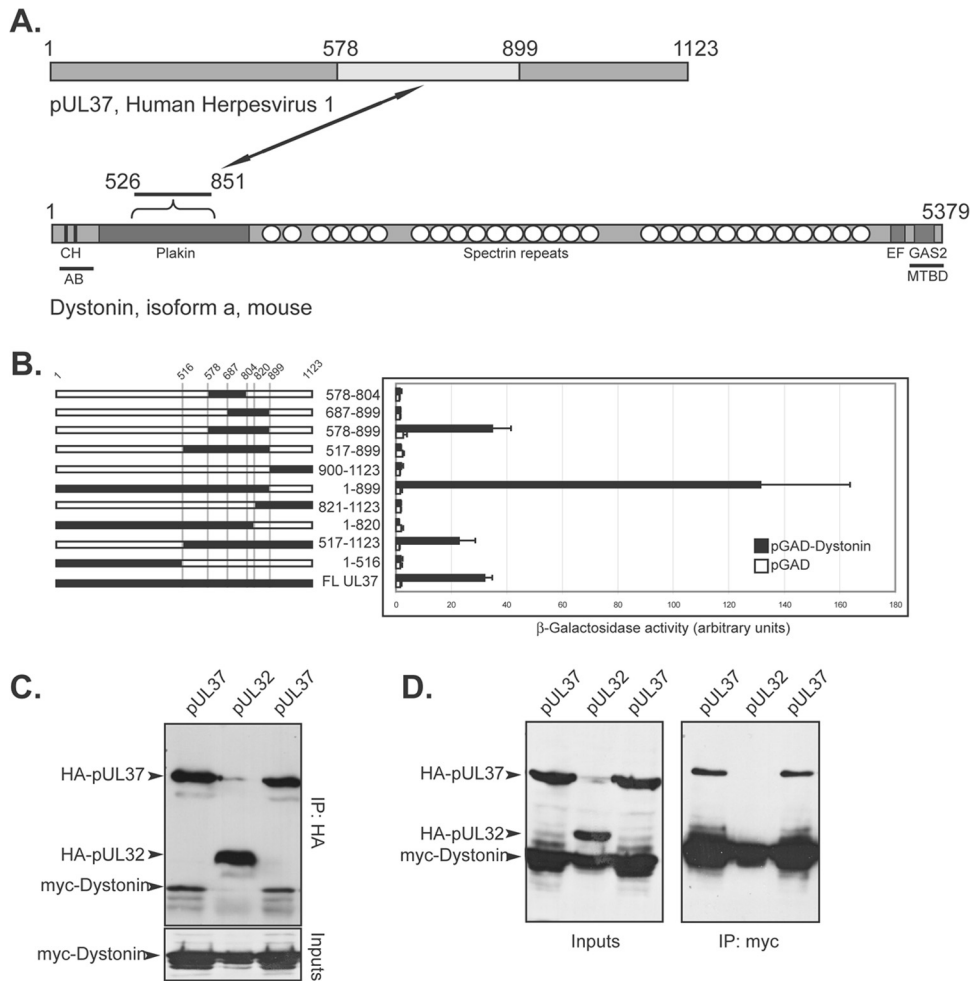 A.
1 578 899 1123
pUL37, Human Herpesvirus 1
526 851
1 5379
CH Plakin Spectrin repeats EF GAS2
AB MTBD
Dystonin, isoform a, mouse
B.
1 516 578 687 804 820 899 1123
578-804
687-899
578-899
517-899
900-1123
1-899
821-1123
1-820
517-1123
1-516
FL UL37
pGAD-Dystonin
pGAD
0 20 40 60 80 100 120 140 160 180
β-Galactosidase activity (arbitrary units)
C.
pUL37 pUL32 pUL37
HA-pUL37
HA-pUL32
myc-Dystonin
IP: HA
myc-Dystonin
Inputs
D.
pUL37 pUL32 pUL37 pUL37 pUL32 pUL37
HA-pUL37
HA-pUL32
myc-Dystonin
Inputs IP: myc